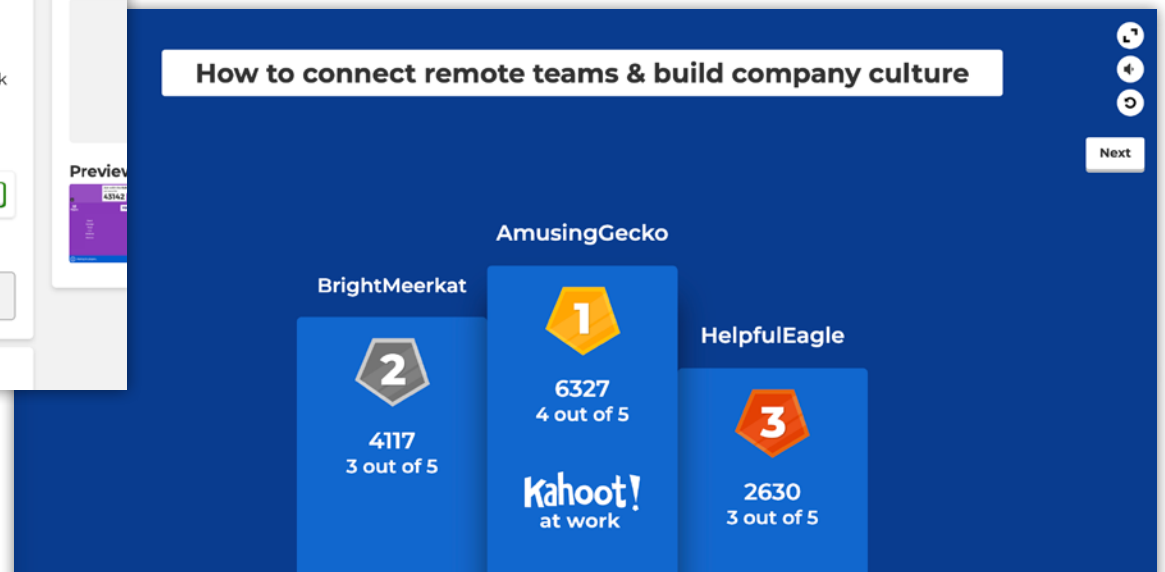 k
Preview
43142
How to connect remote teams & build company culture
Next
AmusingGecko
BrightMeerkat
HelpfulEagle
1
6327
4 out of 5
Kahoot!
at work
2
4117
3 out of 5
3
2630
3 out of 5